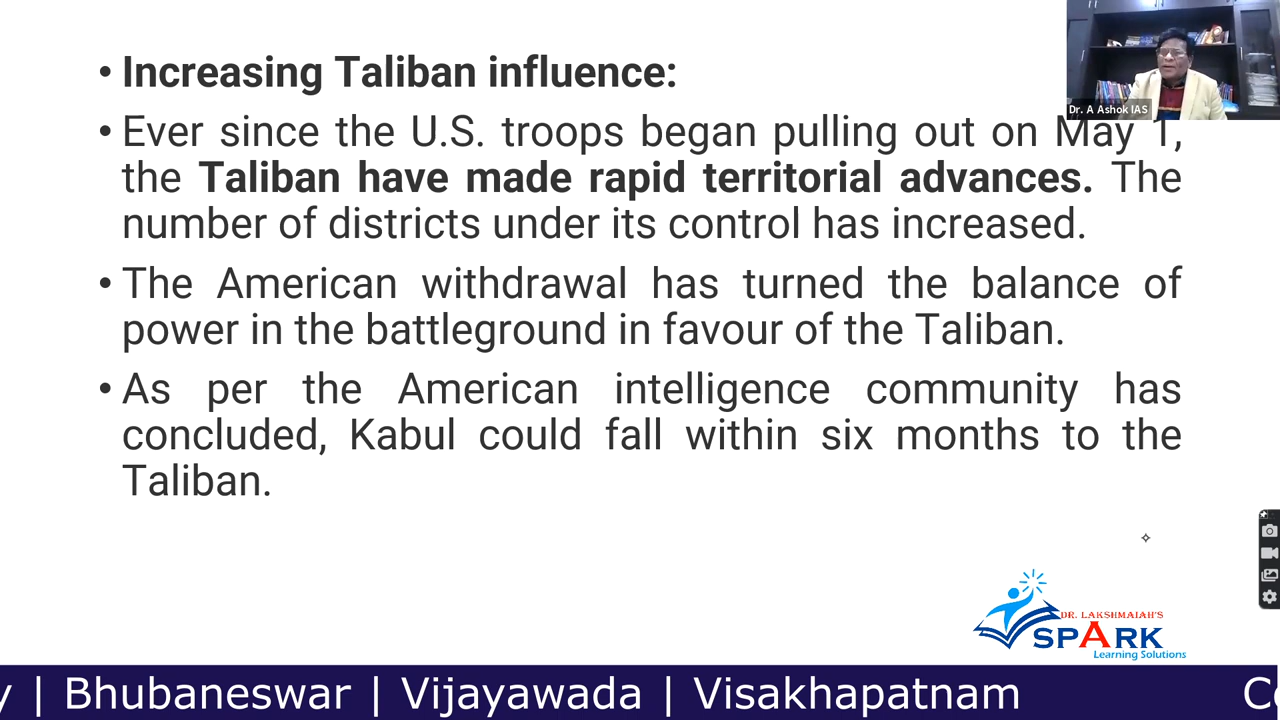 • Increasing Taliban influence:
Dr. A Ashok IAS
• Ever since the U.S. troops began pulling out on May 1,
the Taliban have made rapid territorial advances. The
number of districts under its control has increased.
• The American withdrawal has turned the balance of
power in the battleground in favour of the Taliban.
• As per the American intelligence community has
concluded, Kabul could fall within six months to the
Taliban.
DR. LAKSHMAIAH'S
SPARK
Learning Solutions
y | Bhubaneswar | Vijayawada | Visakhapatnam